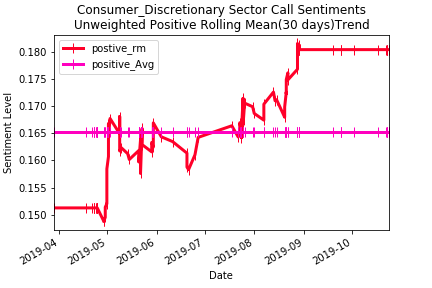 Consumer_Discretionary Sector Call Sentiments
Unweighted Positive Rolling Mean(30 days)Trend
postive_rm
positive_Avg
Sentiment Level
0.180
0.175
0.170
0.165
0.160
0.155
0.150
2019-04
2019-05
2019-06
2019-07
2019-08
2019-09
2019-10
Date